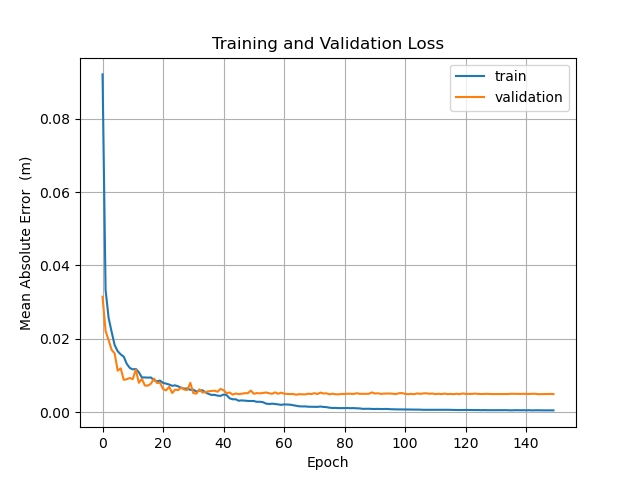 Training and Validation Loss
train
validation
0.08
0.06
0.04
0.02
0.00
Mean Absolute Error  (m)
0 20 40 60 80 100 120 140
Epoch